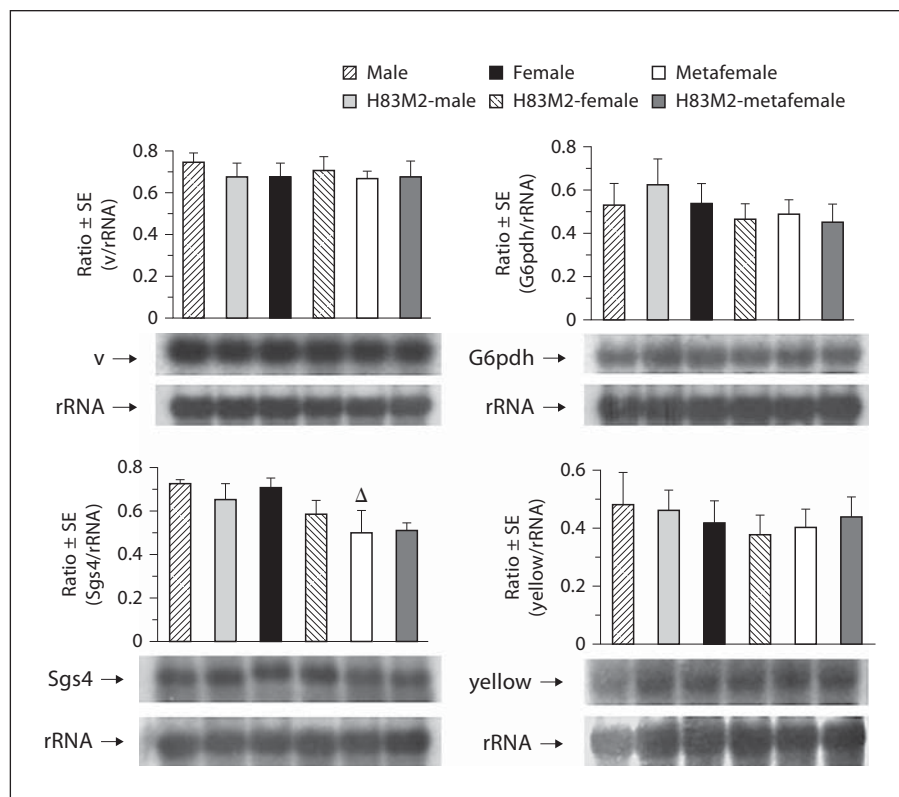 Male Female Metafemale
H83M2-male H83M2-female H83M2-metafemale
Ratio ± SE
(v/rRNA)
0.8
0.6
0.4
0.2
0
v →
rRNA →
Ratio ± SE
(G6pdh/rRNA)
0.8
0.6
0.4
0.2
0
G6pdh →
rRNA →
Ratio ± SE
(Sgs4/rRNA)
0.8
0.6
0.4
0.2
0
Δ
Sgs4 →
rRNA →
Ratio ± SE
(yellow/rRNA)
0.6
0.4
0.2
0
yellow →
rRNA →